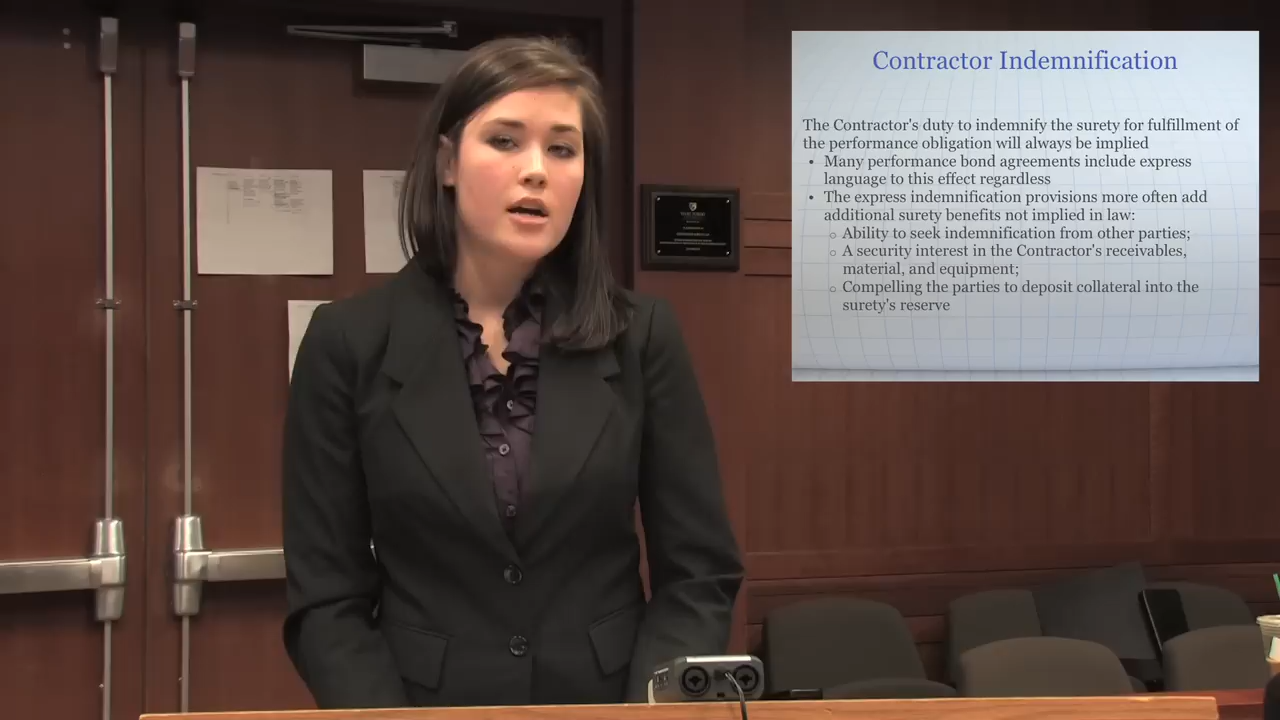 Contractor Indemnification
The Contractor's duty to indemnify the surety for fulfillment of
the performance obligation will always be implied
• Many performance bond agreements include express
language to this effect regardless
• The express indemnification provisions more often add
additional surety benefits not implied in law:
○ Ability to seek indemnification from other parties;
○ A security interest in the Contractor's receivables,
material, and equipment;
○ Compelling the parties to deposit collateral into the
surety's reserve